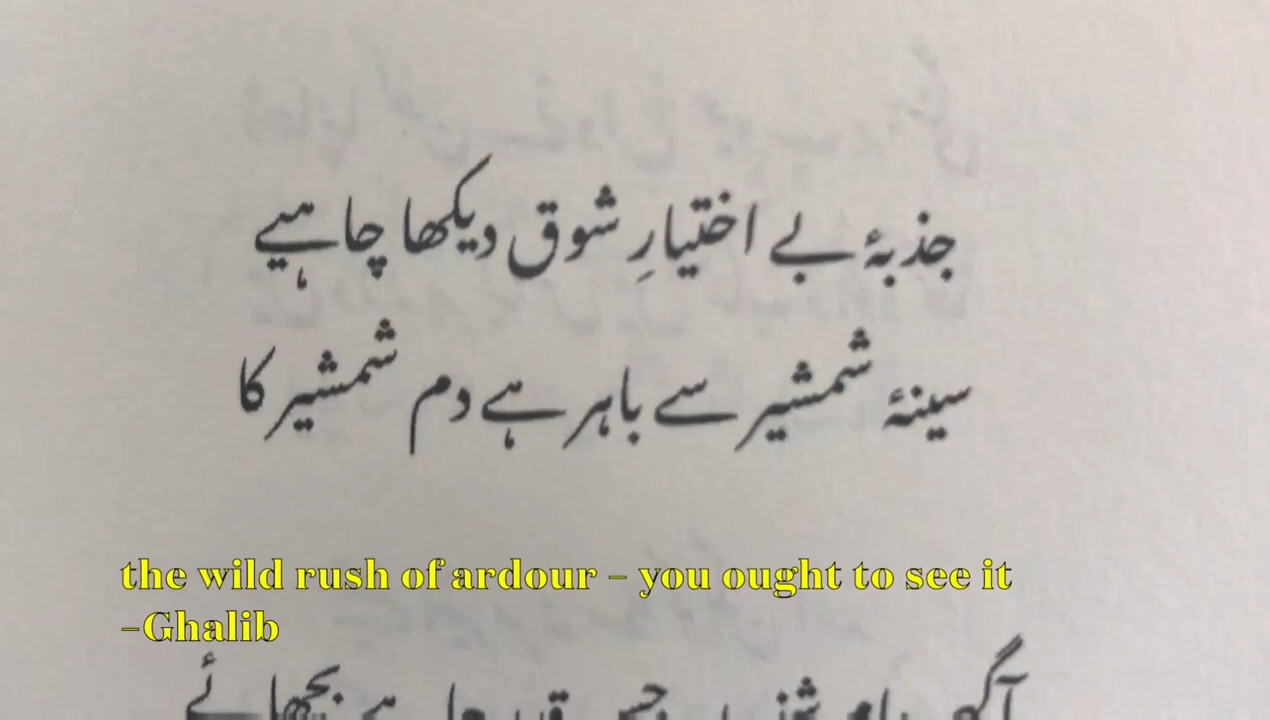 جذبۂ بے اختیارِ شوق دیکھا چاہیے
سینۂ شمشیر سے باہر ہے دم شمشیر کا
the wild rush of ardour – you ought to see it
–Ghalib